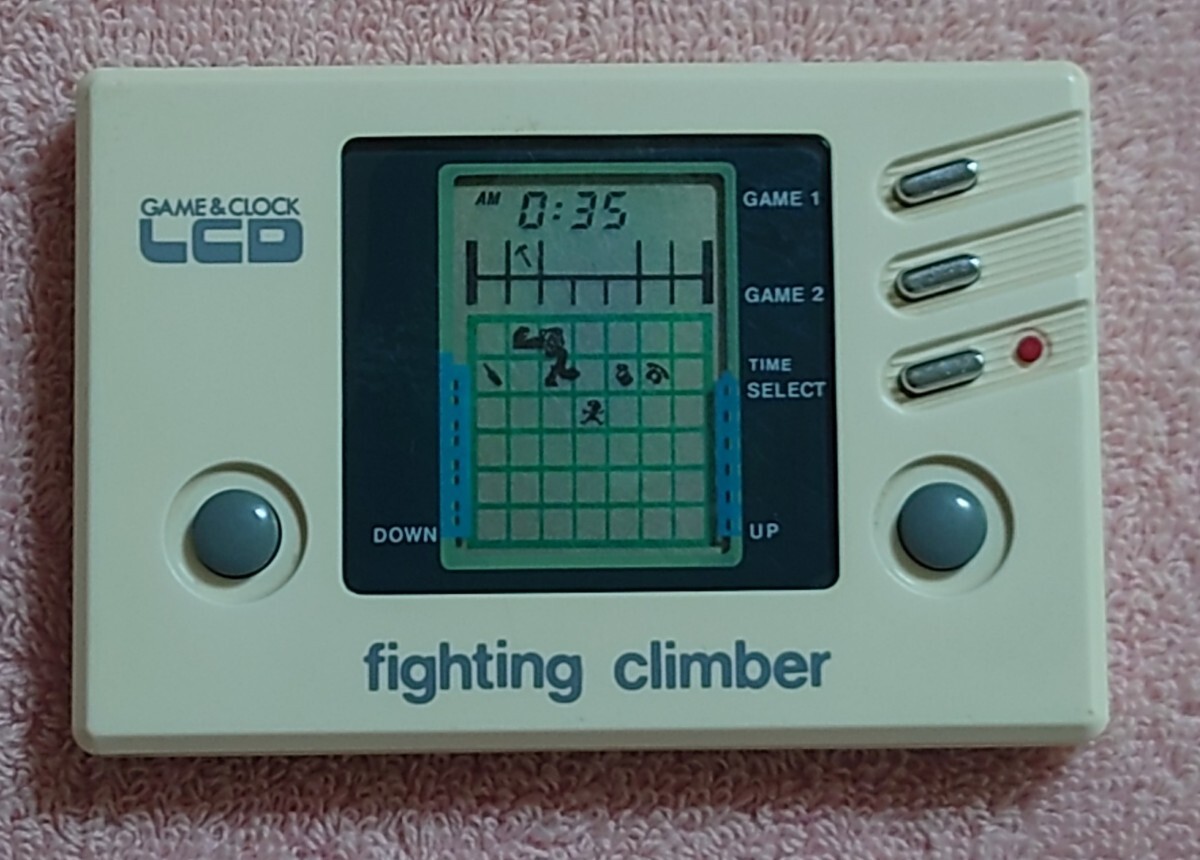 GAME & CLOCK
LCD
AM 0:35
GAME 1
GAME 2
TIME
SELECT
DOWN
UP
fighting climber